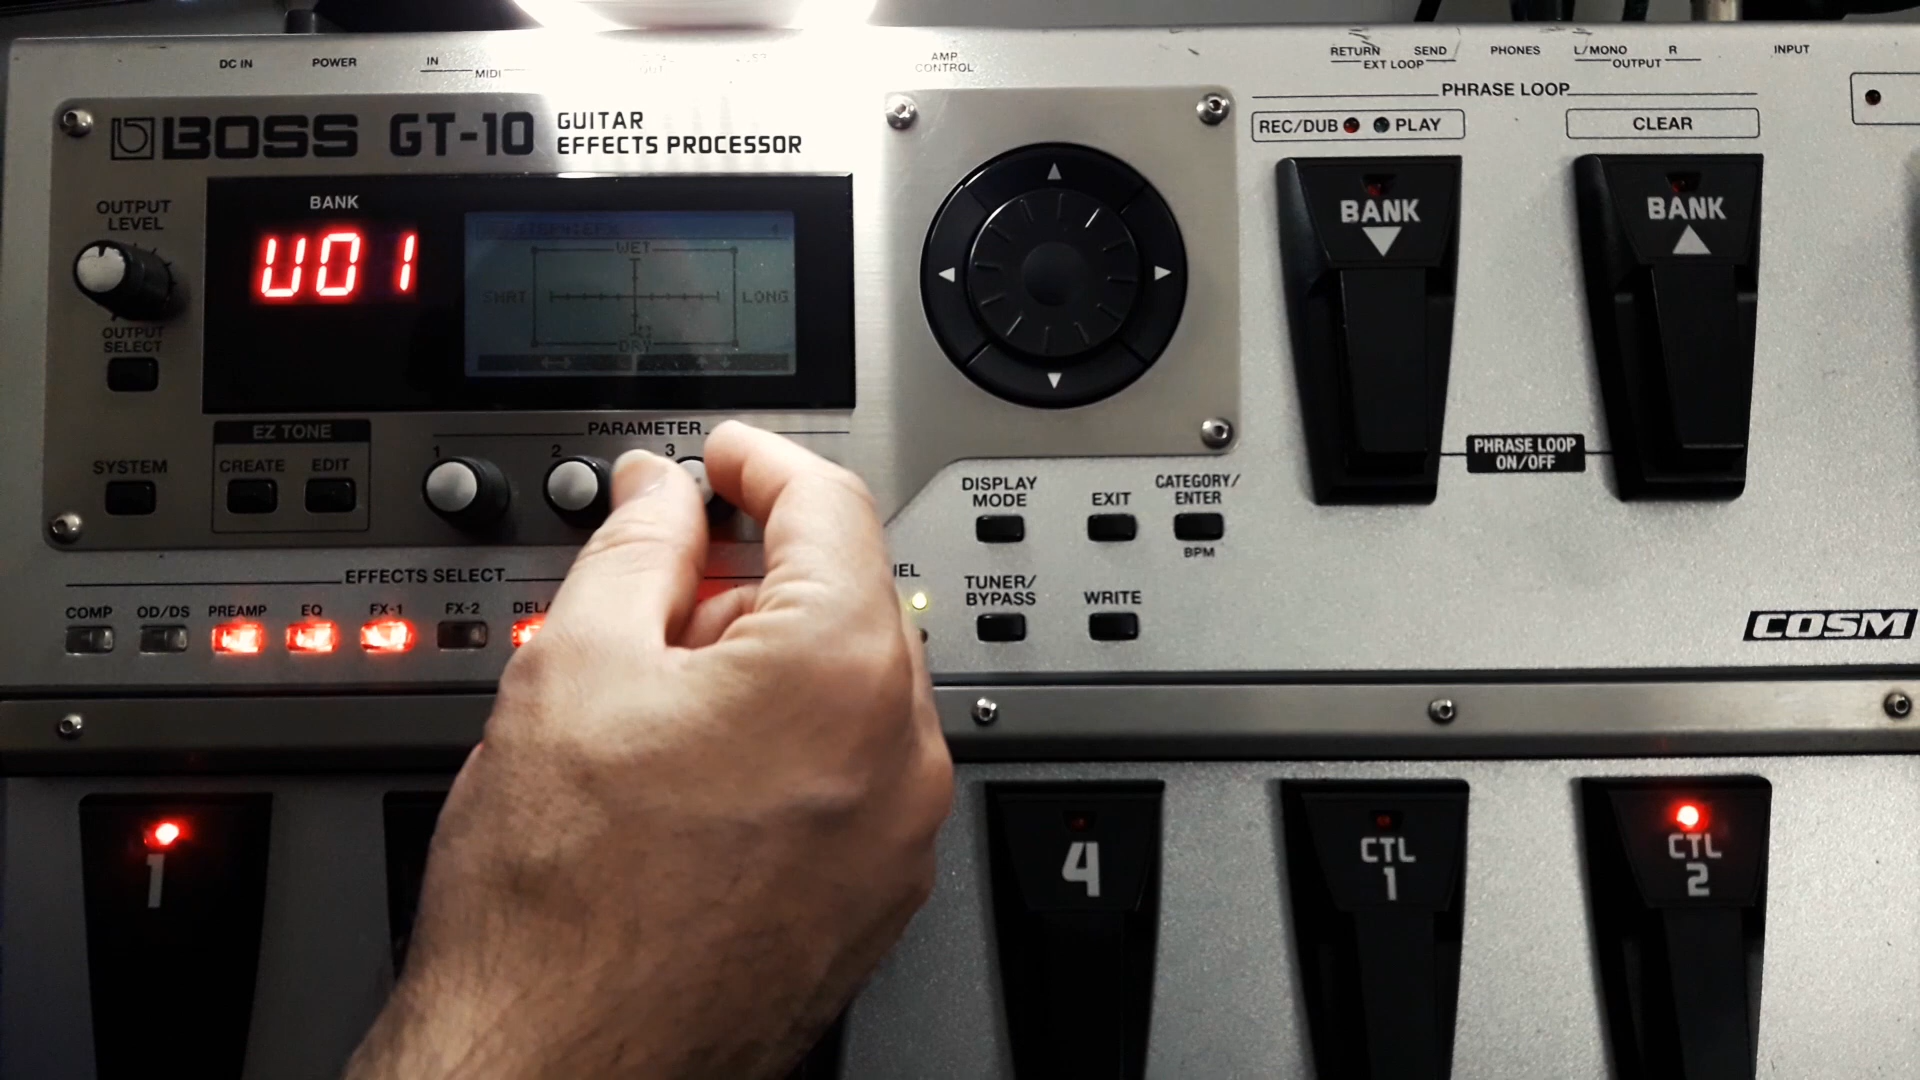 DC IN
POWER
IN
MIDI
AMP
CONTROL
RETURN
SEND
EXT LOOP
PHONES
L/MONO
R
OUTPUT
INPUT
PHRASE LOOP
REC/DUB
PLAY
CLEAR
BOSS GT-10
GUITAR
EFFECTS PROCESSOR
BANK
U01
OUTPUT
LEVEL
OUTPUT
SELECT
WET
SHRT
LONG
DRY
BANK
BANK
PHRASE LOOP
ON/OFF
EZ TONE
CREATE
EDIT
SYSTEM
PARAMETER
1
2
3
DISPLAY
MODE
EXIT
CATEGORY/
ENTER
BPM
TUNER/
BYPASS
WRITE
EFFECTS SELECT
COMP
OD/DS
PREAMP
EQ
FX-1
FX-2
COSM
1
4
CTL
1
CTL
2